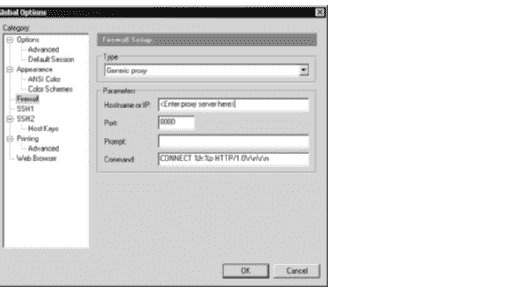 Global Options
Category:
Options
Advanced
Default Session
Appearance
ANSI Color
Color Schemes
Firewall
SSH1
SSH2
Host Keys
Printing
Advanced
Web Browser
Firewall Setup
Type
Generic proxy
Parameters
Hostname or IP:
<Enter proxy server here>
Port:
8080
Prompt:
Command:
CONNECT %h:%p HTTP/1.0\r\n\r\n
OK
Cancel